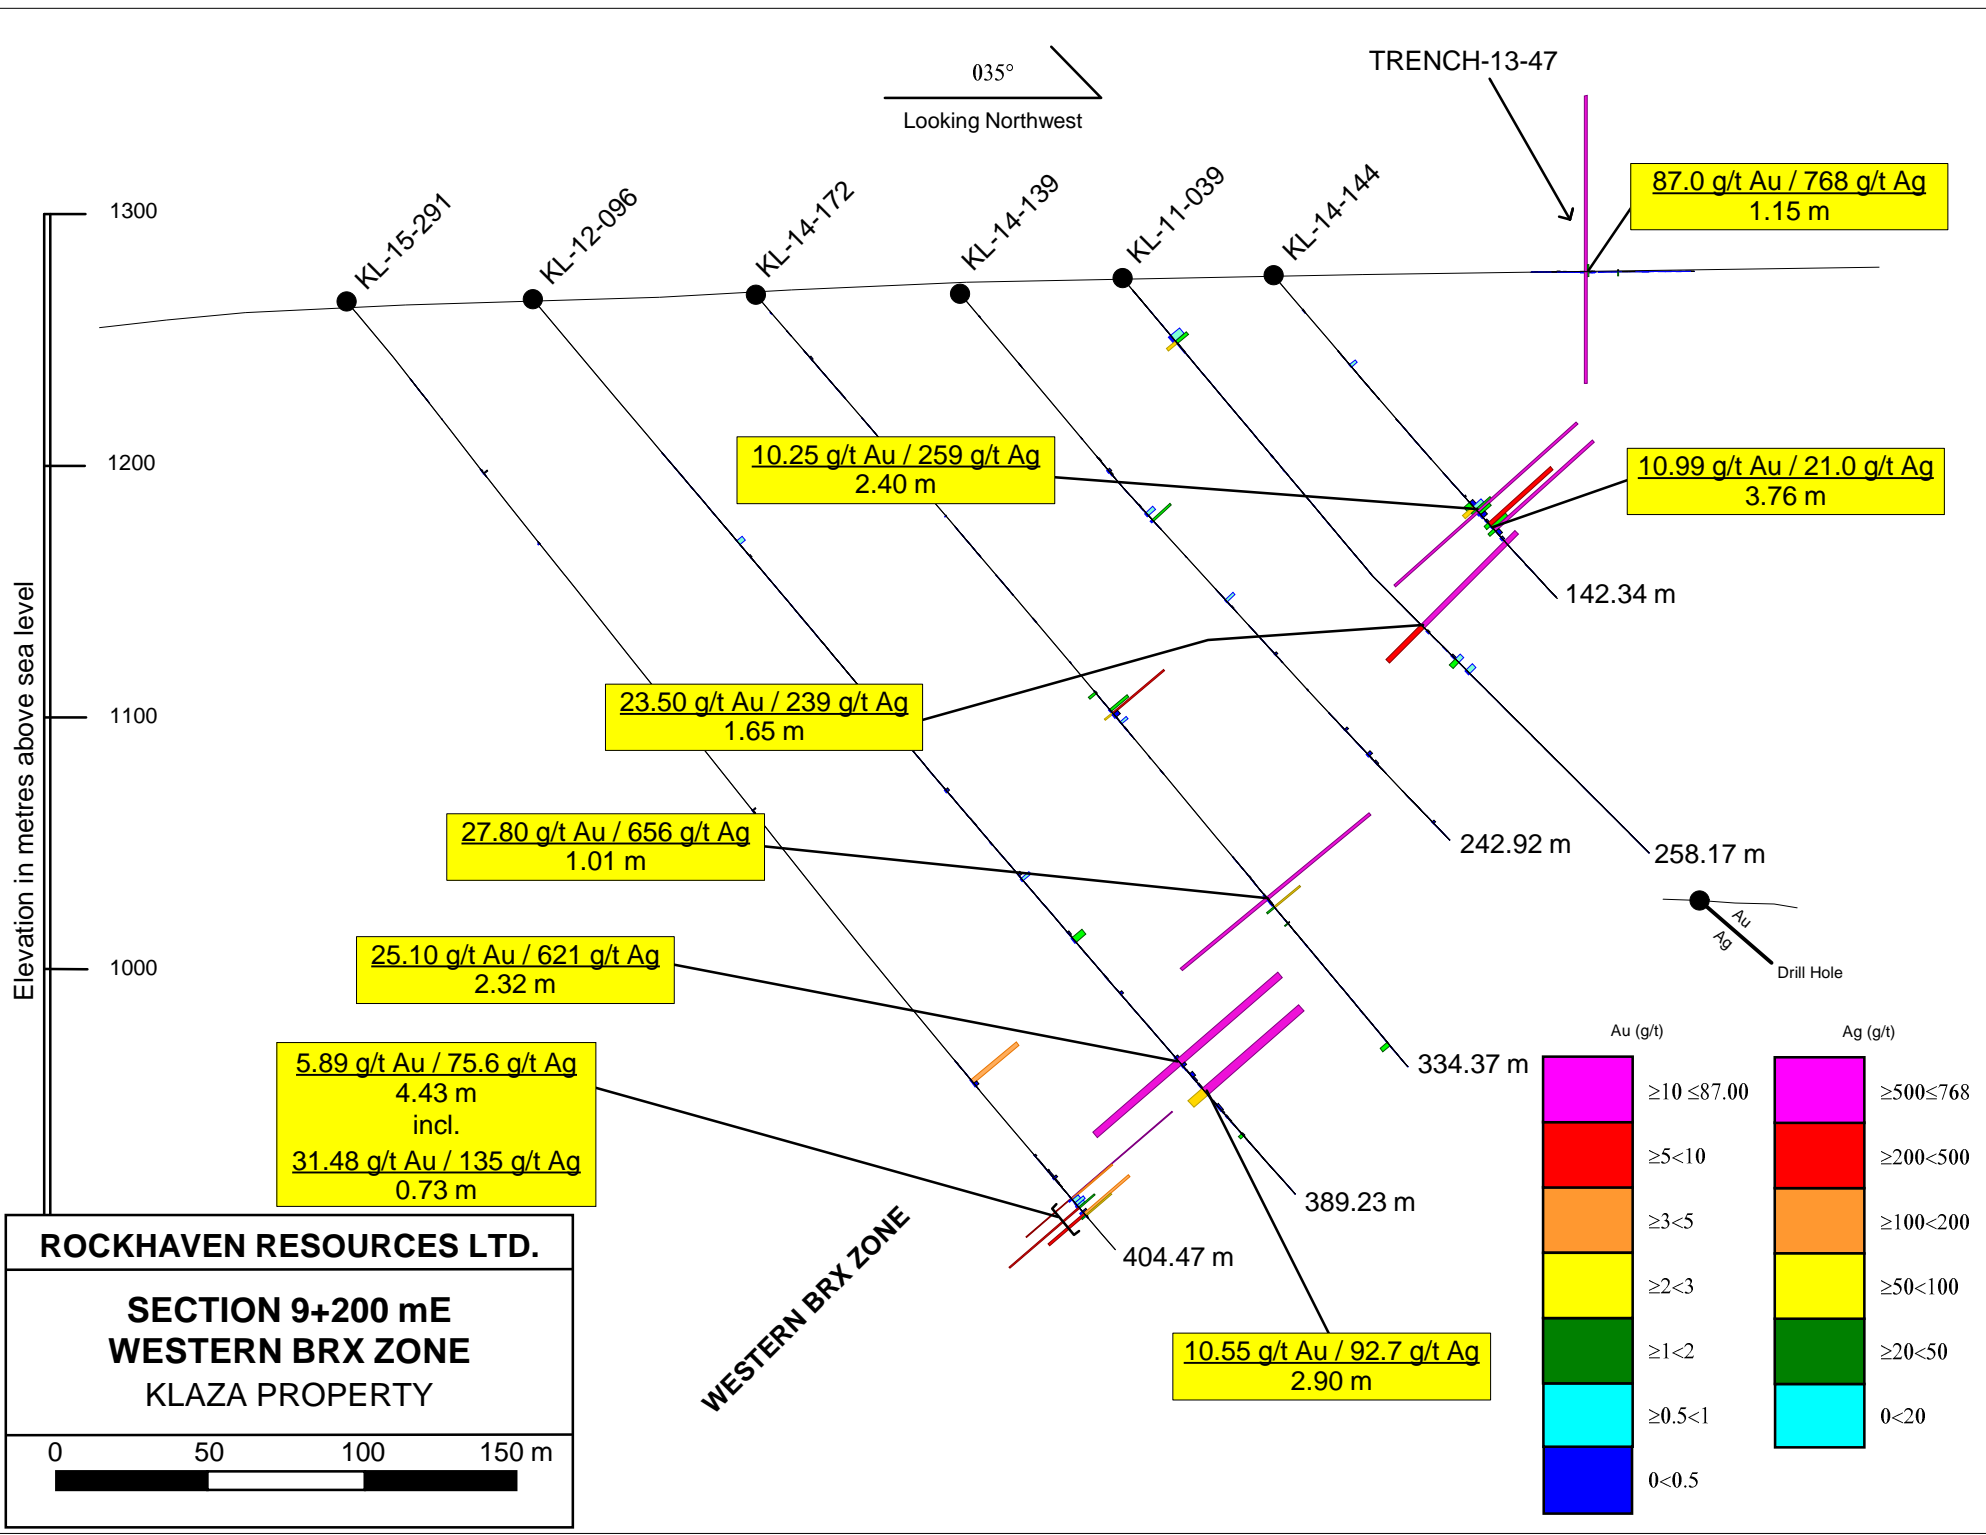 035°
Looking Northwest
TRENCH-13-47
87.0 g/t Au / 768 g/t Ag
1.15 m
KL-15-291
KL-12-096
KL-14-172
KL-14-139
KL-11-039
KL-14-144
1300
1200
1100
1000
Elevation in metres above sea level
10.25 g/t Au / 259 g/t Ag
2.40 m
10.99 g/t Au / 21.0 g/t Ag
3.76 m
142.34 m
23.50 g/t Au / 239 g/t Ag
1.65 m
27.80 g/t Au / 656 g/t Ag
1.01 m
242.92 m
258.17 m
25.10 g/t Au / 621 g/t Ag
2.32 m
Au
Ag
Drill Hole
5.89 g/t Au / 75.6 g/t Ag
4.43 m
incl.
31.48 g/t Au / 135 g/t Ag
0.73 m
334.37 m
389.23 m
404.47 m
WESTERN BRX ZONE
10.55 g/t Au / 92.7 g/t Ag
2.90 m
Au (g/t)
≥10 ≤87.00
≥5<10
≥3<5
≥2<3
≥1<2
≥0.5<1
0<0.5
Ag (g/t)
≥500≤768
≥200<500
≥100<200
≥50<100
≥20<50
0<20
ROCKHAVEN RESOURCES LTD.
SECTION 9+200 mE
WESTERN BRX ZONE
KLAZA PROPERTY
0 50 100 150 m